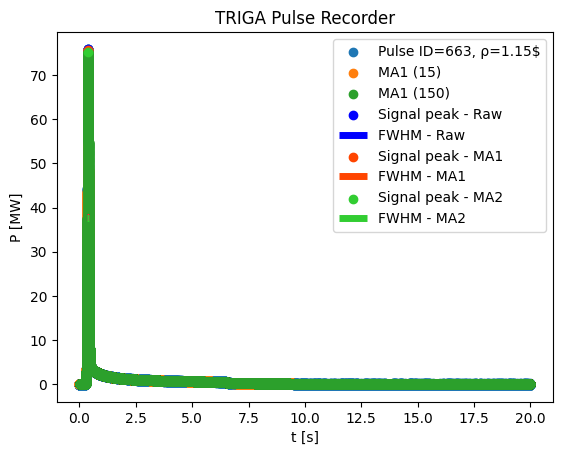 TRIGA Pulse Recorder
Pulse ID=663, ρ=1.15$
MA1 (15)
MA1 (150)
Signal peak - Raw
FWHM - Raw
Signal peak - MA1
FWHM - MA1
Signal peak - MA2
FWHM - MA2
P [MW]
70
60
50
40
30
20
10
0
0.0 2.5 5.0 7.5 10.0 12.5 15.0 17.5 20.0
t [s]